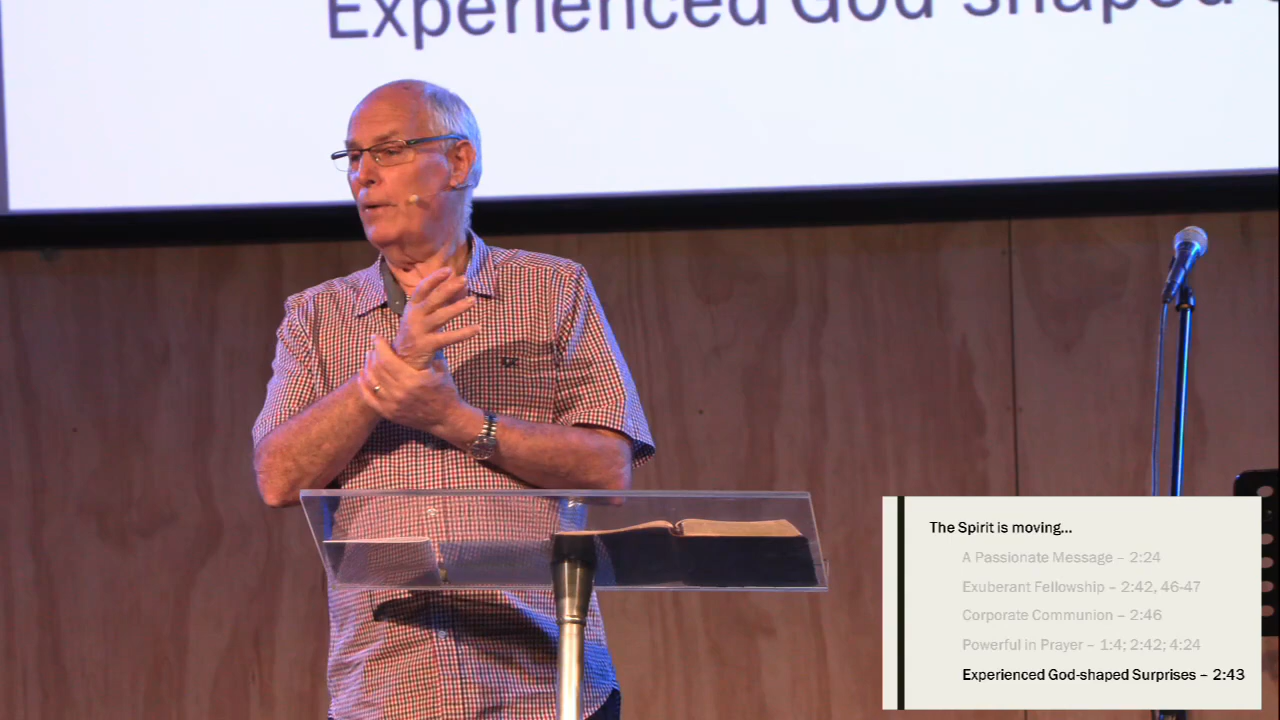 Experienced God-shaped
The Spirit is moving...
A Passionate Message – 2:24
Exuberant Fellowship – 2:42, 46-47
Corporate Communion – 2:46
Powerful in Prayer – 1:4; 2:42; 4:24
Experienced God-shaped Surprises – 2:43